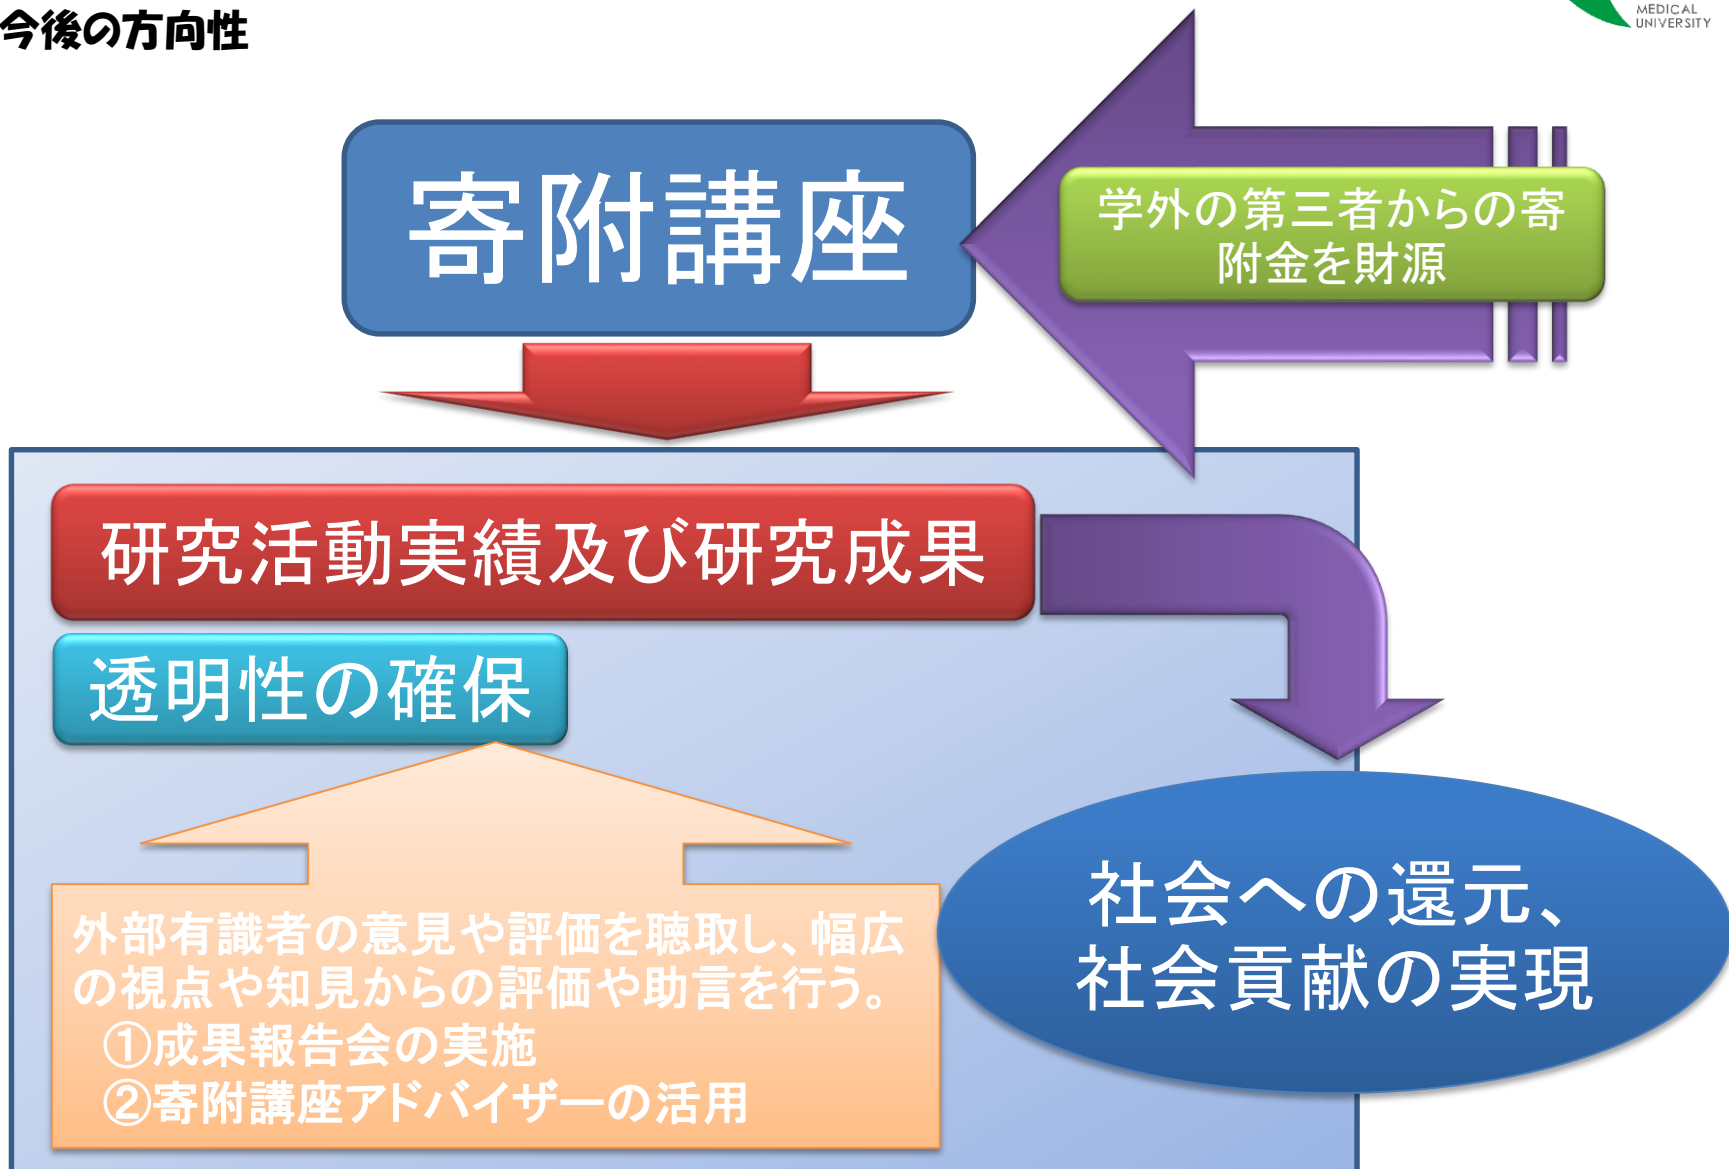 今後の方向性
MEDICAL
UNIVERSITY
寄附講座
学外の第三者からの寄
附金を財源
研究活動実績及び研究成果
透明性の確保
外部有識者の意見や評価を聴取し、幅広
の視点や知見からの評価や助言を行う。
①成果報告会の実施
②寄附講座アドバイザーの活用
社会への還元、
社会貢献の実現